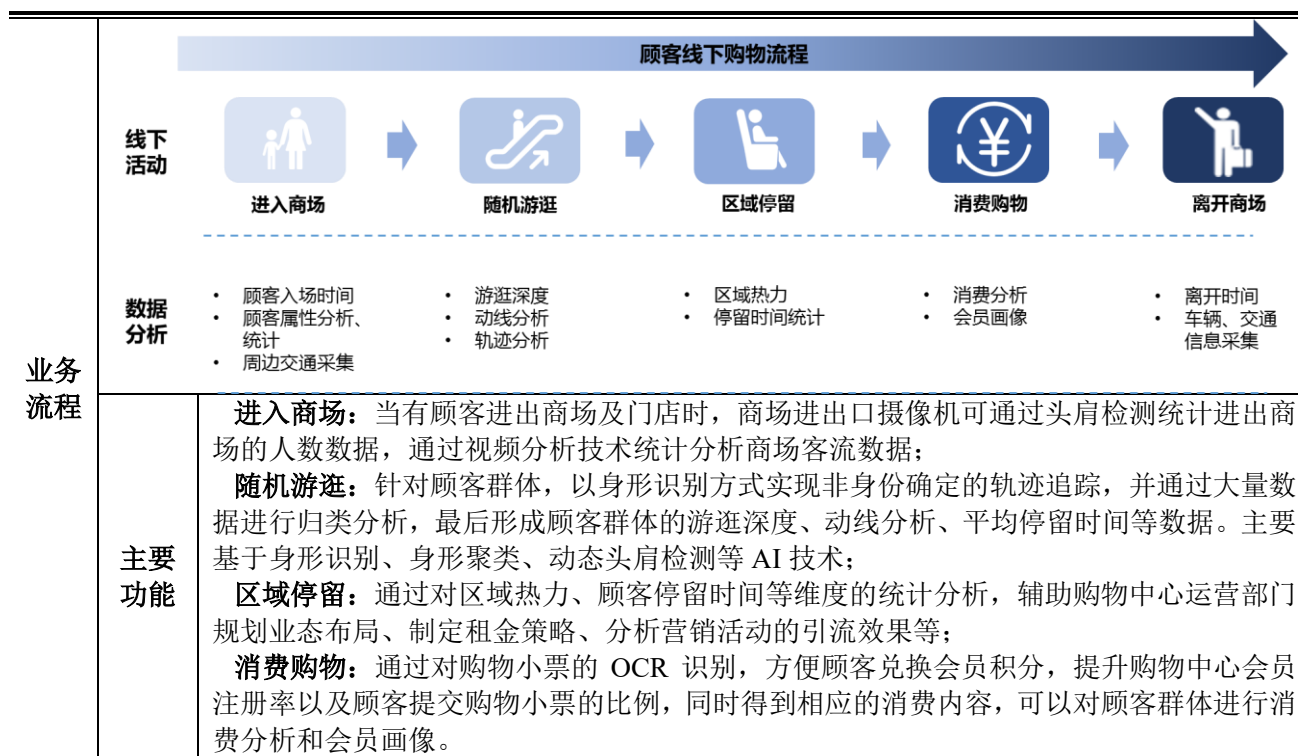 顾客线下购物流程
线下
活动
进入商场
随机游逛
区域停留
消费购物
离开商场
数据
分析
• 顾客入场时间
• 顾客属性分析、
统计
• 周边交通采集
• 游逛深度
• 动线分析
• 轨迹分析
• 区域热力
• 停留时间统计
• 消费分析
• 会员画像
• 离开时间
• 车辆、交通
信息采集
业务
流程
主要
功能
进入商场：当有顾客进出商场及门店时，商场进出口摄像机可通过头肩检测统计进出商
场的人数数据，通过视频分析技术统计分析商场客流数据；
随机游逛：针对顾客群体，以身形识别方式实现非身份确定的轨迹追踪，并通过大量数
据进行归类分析，最后形成顾客群体的游逛深度、动线分析、平均停留时间等数据。主要
基于身形识别、身形聚类、动态头肩检测等 AI 技术；
区域停留：通过对区域热力、顾客停留时间等维度的统计分析，辅助购物中心运营部门
规划业态布局、制定租金策略、分析营销活动的引流效果等；
消费购物：通过对购物小票的 OCR 识别，方便顾客兑换会员积分，提升购物中心会员
注册率以及顾客提交购物小票的比例，同时得到相应的消费内容，可以对顾客群体进行消
费分析和会员画像。